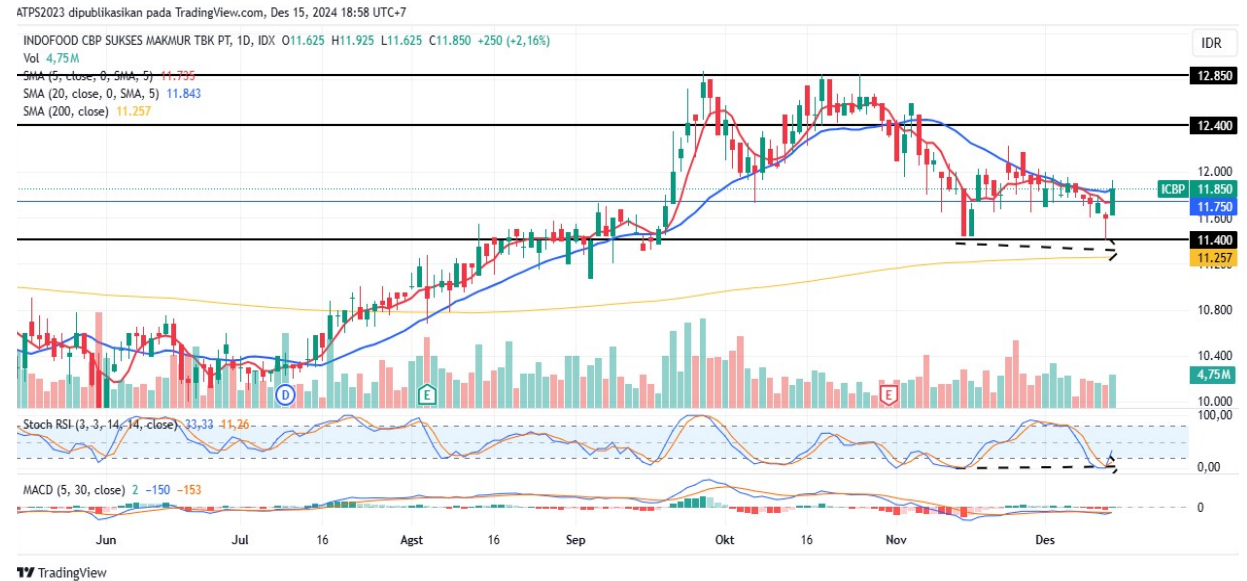 ATPS2023 dipublikasikan pada TradingView.com, Des 15, 2024 18:58 UTC+7
INDOFOOD CBP SUKSES MAKMUR TBK PT, 1D, IDX O11.625 H11.925 L11.625 C11.850 +250 (+2,16%)
IDR
Vol 4,75M
SMA (5, close, 0, SMA, 5) 11.735
12.850
SMA (20, close, 0, SMA, 5) 11.843
SMA (200, close) 11.257
12.400
12.000
ICBP 11.850
11.750
11.600
11.400
11.257
11.200
10.800
10.400
4,75M
D
E
E
10.000
100,00
Stoch RSI (3, 3, 14, 14, close) 33,33 11,26
0,00
MACD (5, 30, close) 2 −150 −153
0
Jun Jul 16 Agst 16 Sep Okt 16 Nov Des
TradingView